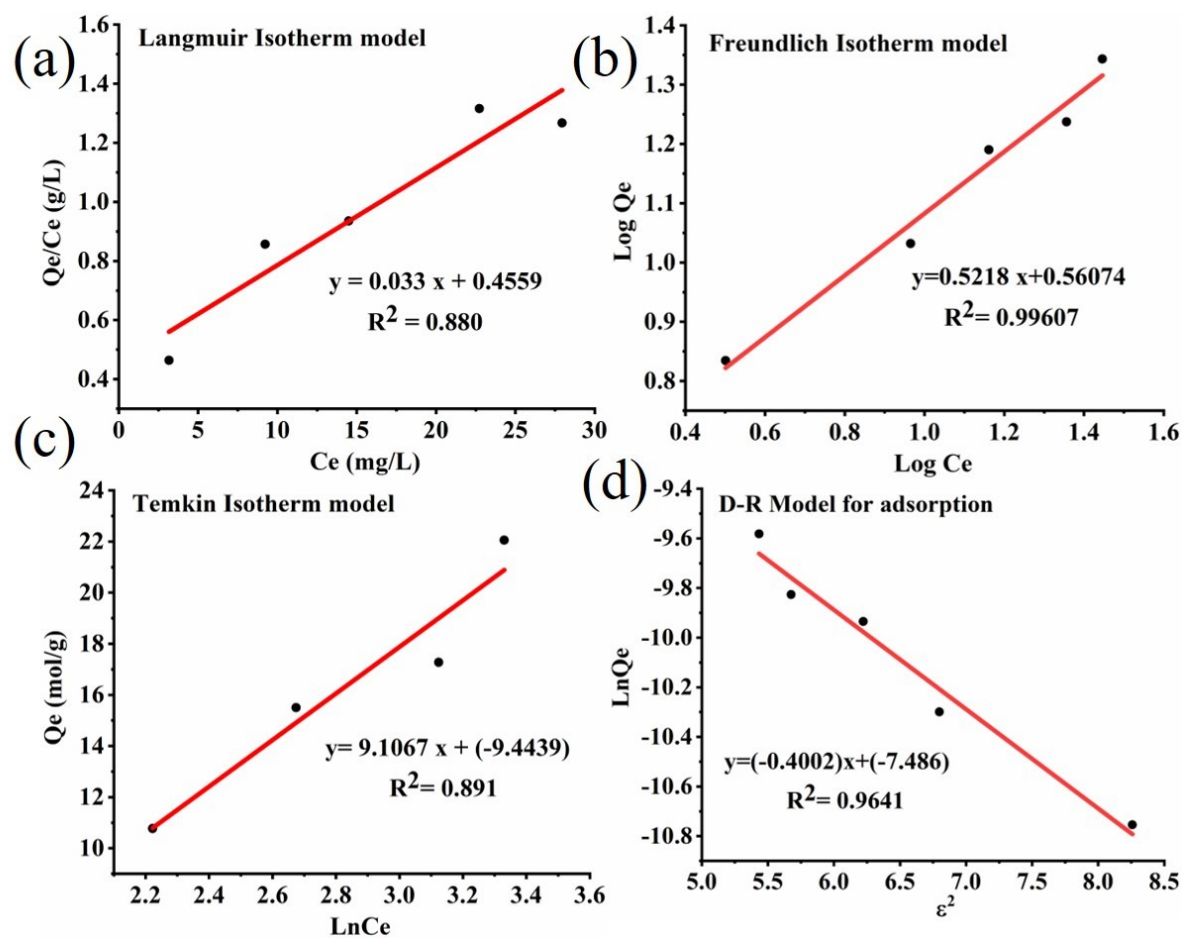 (a)
Langmuir Isotherm model
1.6
1.4
1.2
1.0
0.8
0.6
0.4
Qe/Ce (g/L)
y = 0.033 x + 0.4559
R² = 0.880
0 5 10 15 20 25 30
Ce (mg/L)
(b)
Freundlich Isotherm model
1.4
1.3
1.2
1.1
1.0
0.9
0.8
Log Qe
y=0.5218 x+0.56074
R²= 0.99607
0.4 0.6 0.8 1.0 1.2 1.4 1.6
Log Ce
(c)
Temkin Isotherm model
24
22
20
18
16
14
12
10
Qe (mol/g)
y= 9.1067 x + (-9.4439)
R²= 0.891
2.2 2.4 2.6 2.8 3.0 3.2 3.4 3.6
LnCe
(d)
D-R Model for adsorption
-9.4
-9.6
-9.8
-10.0
-10.2
-10.4
-10.6
-10.8
LnQe
y=(-0.4002)x+(-7.486)
R²= 0.9641
5.0 5.5 6.0 6.5 7.0 7.5 8.0 8.5
ε²